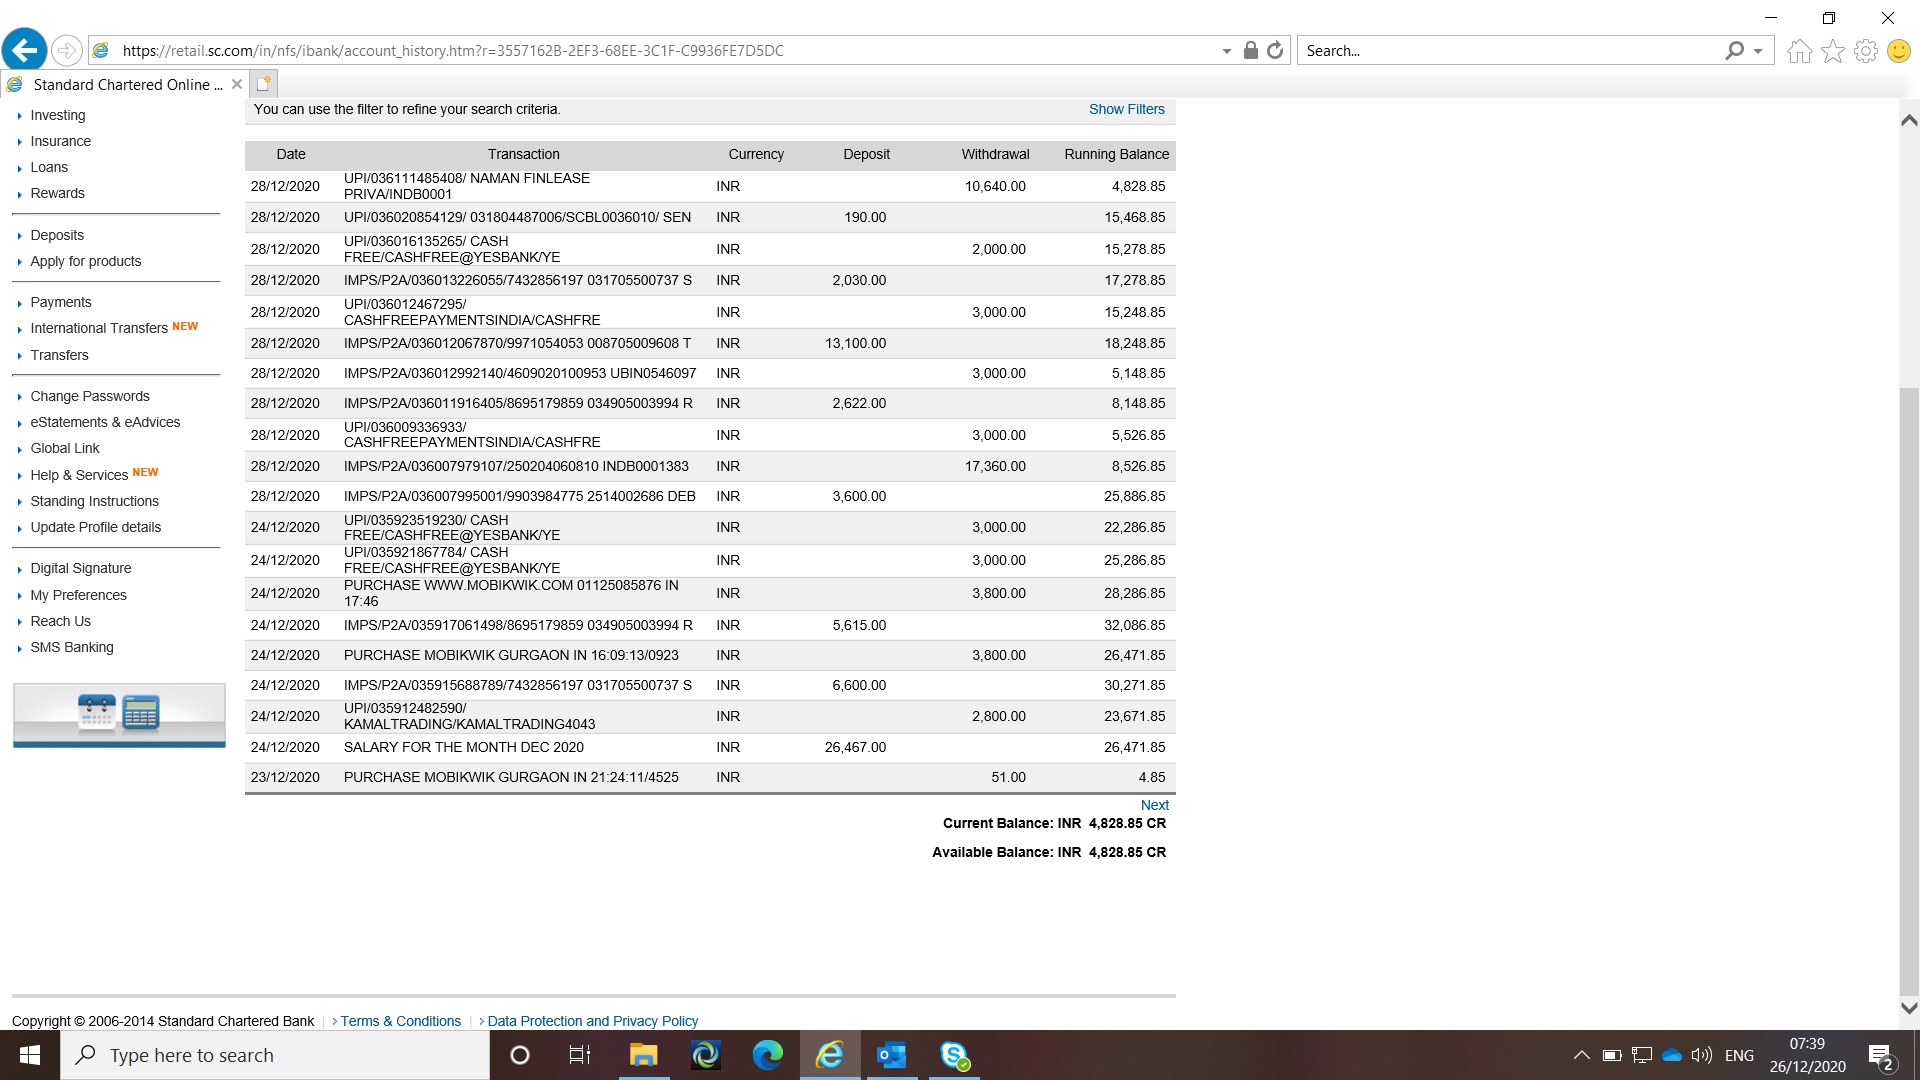 https://retail.sc.com/in/nfs/ibank/account_history.htm?r=3557162B-2EF3-68EE-3C1F-C9936FE7D5DC
Search...
Standard Chartered Online ...
Investing
Insurance
Loans
Rewards
Deposits
Apply for products
Payments
International Transfers NEW
Transfers
Change Passwords
eStatements & eAdvices
Global Link
Help & Services NEW
Standing Instructions
Update Profile details
Digital Signature
My Preferences
Reach Us
SMS Banking
You can use the filter to refine your search criteria. Show Filters
Date Transaction Currency Deposit Withdrawal Running Balance
28/12/2020 UPI/036111485408/ NAMAN FINLEASE
PRIVA/INDB0001 INR 10,640.00 4,828.85
28/12/2020 UPI/036020854129/ 031804487006/SCBL0036010/ SEN INR 190.00 15,468.85
28/12/2020 UPI/036016135265/ CASH
FREE/CASHFREE@YESBANK/YE INR 2,000.00 15,278.85
28/12/2020 IMPS/P2A/036013226055/7432856197 031705500737 S INR 2,030.00 17,278.85
28/12/2020 UPI/036012467295/
CASHFREEPAYMENTSINDIA/CASHFRE INR 3,000.00 15,248.85
28/12/2020 IMPS/P2A/036012067870/9971054053 008705009608 T INR 13,100.00 18,248.85
28/12/2020 IMPS/P2A/036012992140/4609020100953 UBIN0546097 INR 3,000.00 5,148.85
28/12/2020 IMPS/P2A/036011916405/8695179859 034905003994 R INR 2,622.00 8,148.85
28/12/2020 UPI/036009336933/
CASHFREEPAYMENTSINDIA/CASHFRE INR 3,000.00 5,526.85
28/12/2020 IMPS/P2A/036007979107/250204060810 INDB0001383 INR 17,360.00 8,526.85
28/12/2020 IMPS/P2A/036007995001/9903984775 2514002686 DEB INR 3,600.00 25,886.85
24/12/2020 UPI/035923519230/ CASH
FREE/CASHFREE@YESBANK/YE INR 3,000.00 22,286.85
24/12/2020 UPI/035921867784/ CASH
FREE/CASHFREE@YESBANK/YE INR 3,000.00 25,286.85
24/12/2020 PURCHASE WWW.MOBIKWIK.COM 01125085876 IN
17:46 INR 3,800.00 28,286.85
24/12/2020 IMPS/P2A/035917061498/8695179859 034905003994 R INR 5,615.00 32,086.85
24/12/2020 PURCHASE MOBIKWIK GURGAON IN 16:09:13/0923 INR 3,800.00 26,471.85
24/12/2020 IMPS/P2A/035915688789/7432856197 031705500737 S INR 6,600.00 30,271.85
24/12/2020 UPI/035912482590/
KAMALTRADING/KAMALTRADING4043 INR 2,800.00 23,671.85
24/12/2020 SALARY FOR THE MONTH DEC 2020 INR 26,467.00 26,471.85
23/12/2020 PURCHASE MOBIKWIK GURGAON IN 21:24:11/4525 INR 51.00 4.85
Next
Current Balance: INR 4,828.85 CR
Available Balance: INR 4,828.85 CR
Copyright © 2006-2014 Standard Chartered Bank | > Terms & Conditions | > Data Protection and Privacy Policy
Type here to search
ENG
07:39
26/12/2020
2